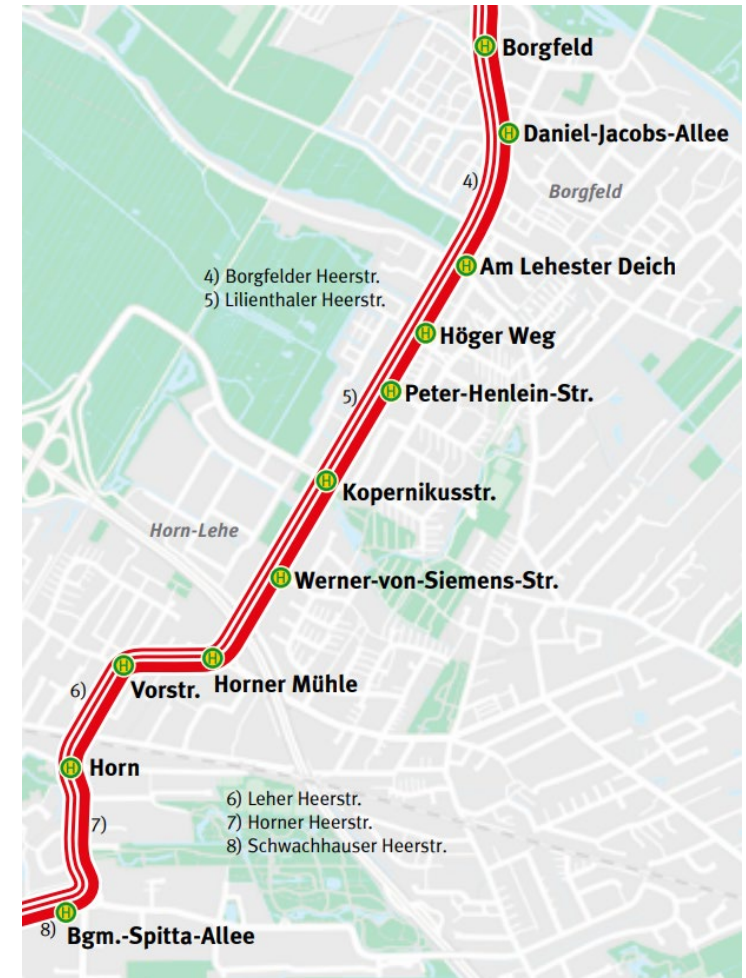 H Borgfeld
H Daniel-Jacobs-Allee
4)
Borgfeld
H Am Lehester Deich
4) Borgfelder Heerstr.
5) Lilienthaler Heerstr.
H Höger Weg
H Peter-Henlein-Str.
5)
H Kopernikusstr.
Horn-Lehe
H Werner-von-Siemens-Str.
H Horner Mühle
H Vorstr.
6)
H Horn
6) Leher Heerstr.
7) Horner Heerstr.
8) Schwachhauser Heerstr.
7)
H Bgm.-Spitta-Allee
8)